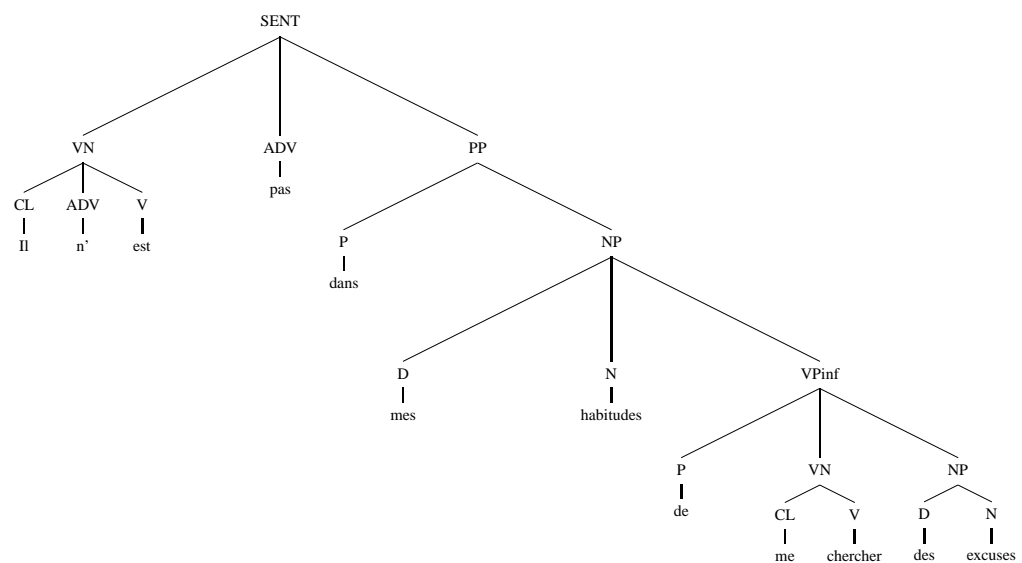 SENT
VN ADV PP
pas
CL ADV V
Il n' est
P NP
dans
D N VPinf
mes habitudes
P VN NP
de
CL V D N
me chercher des excuses